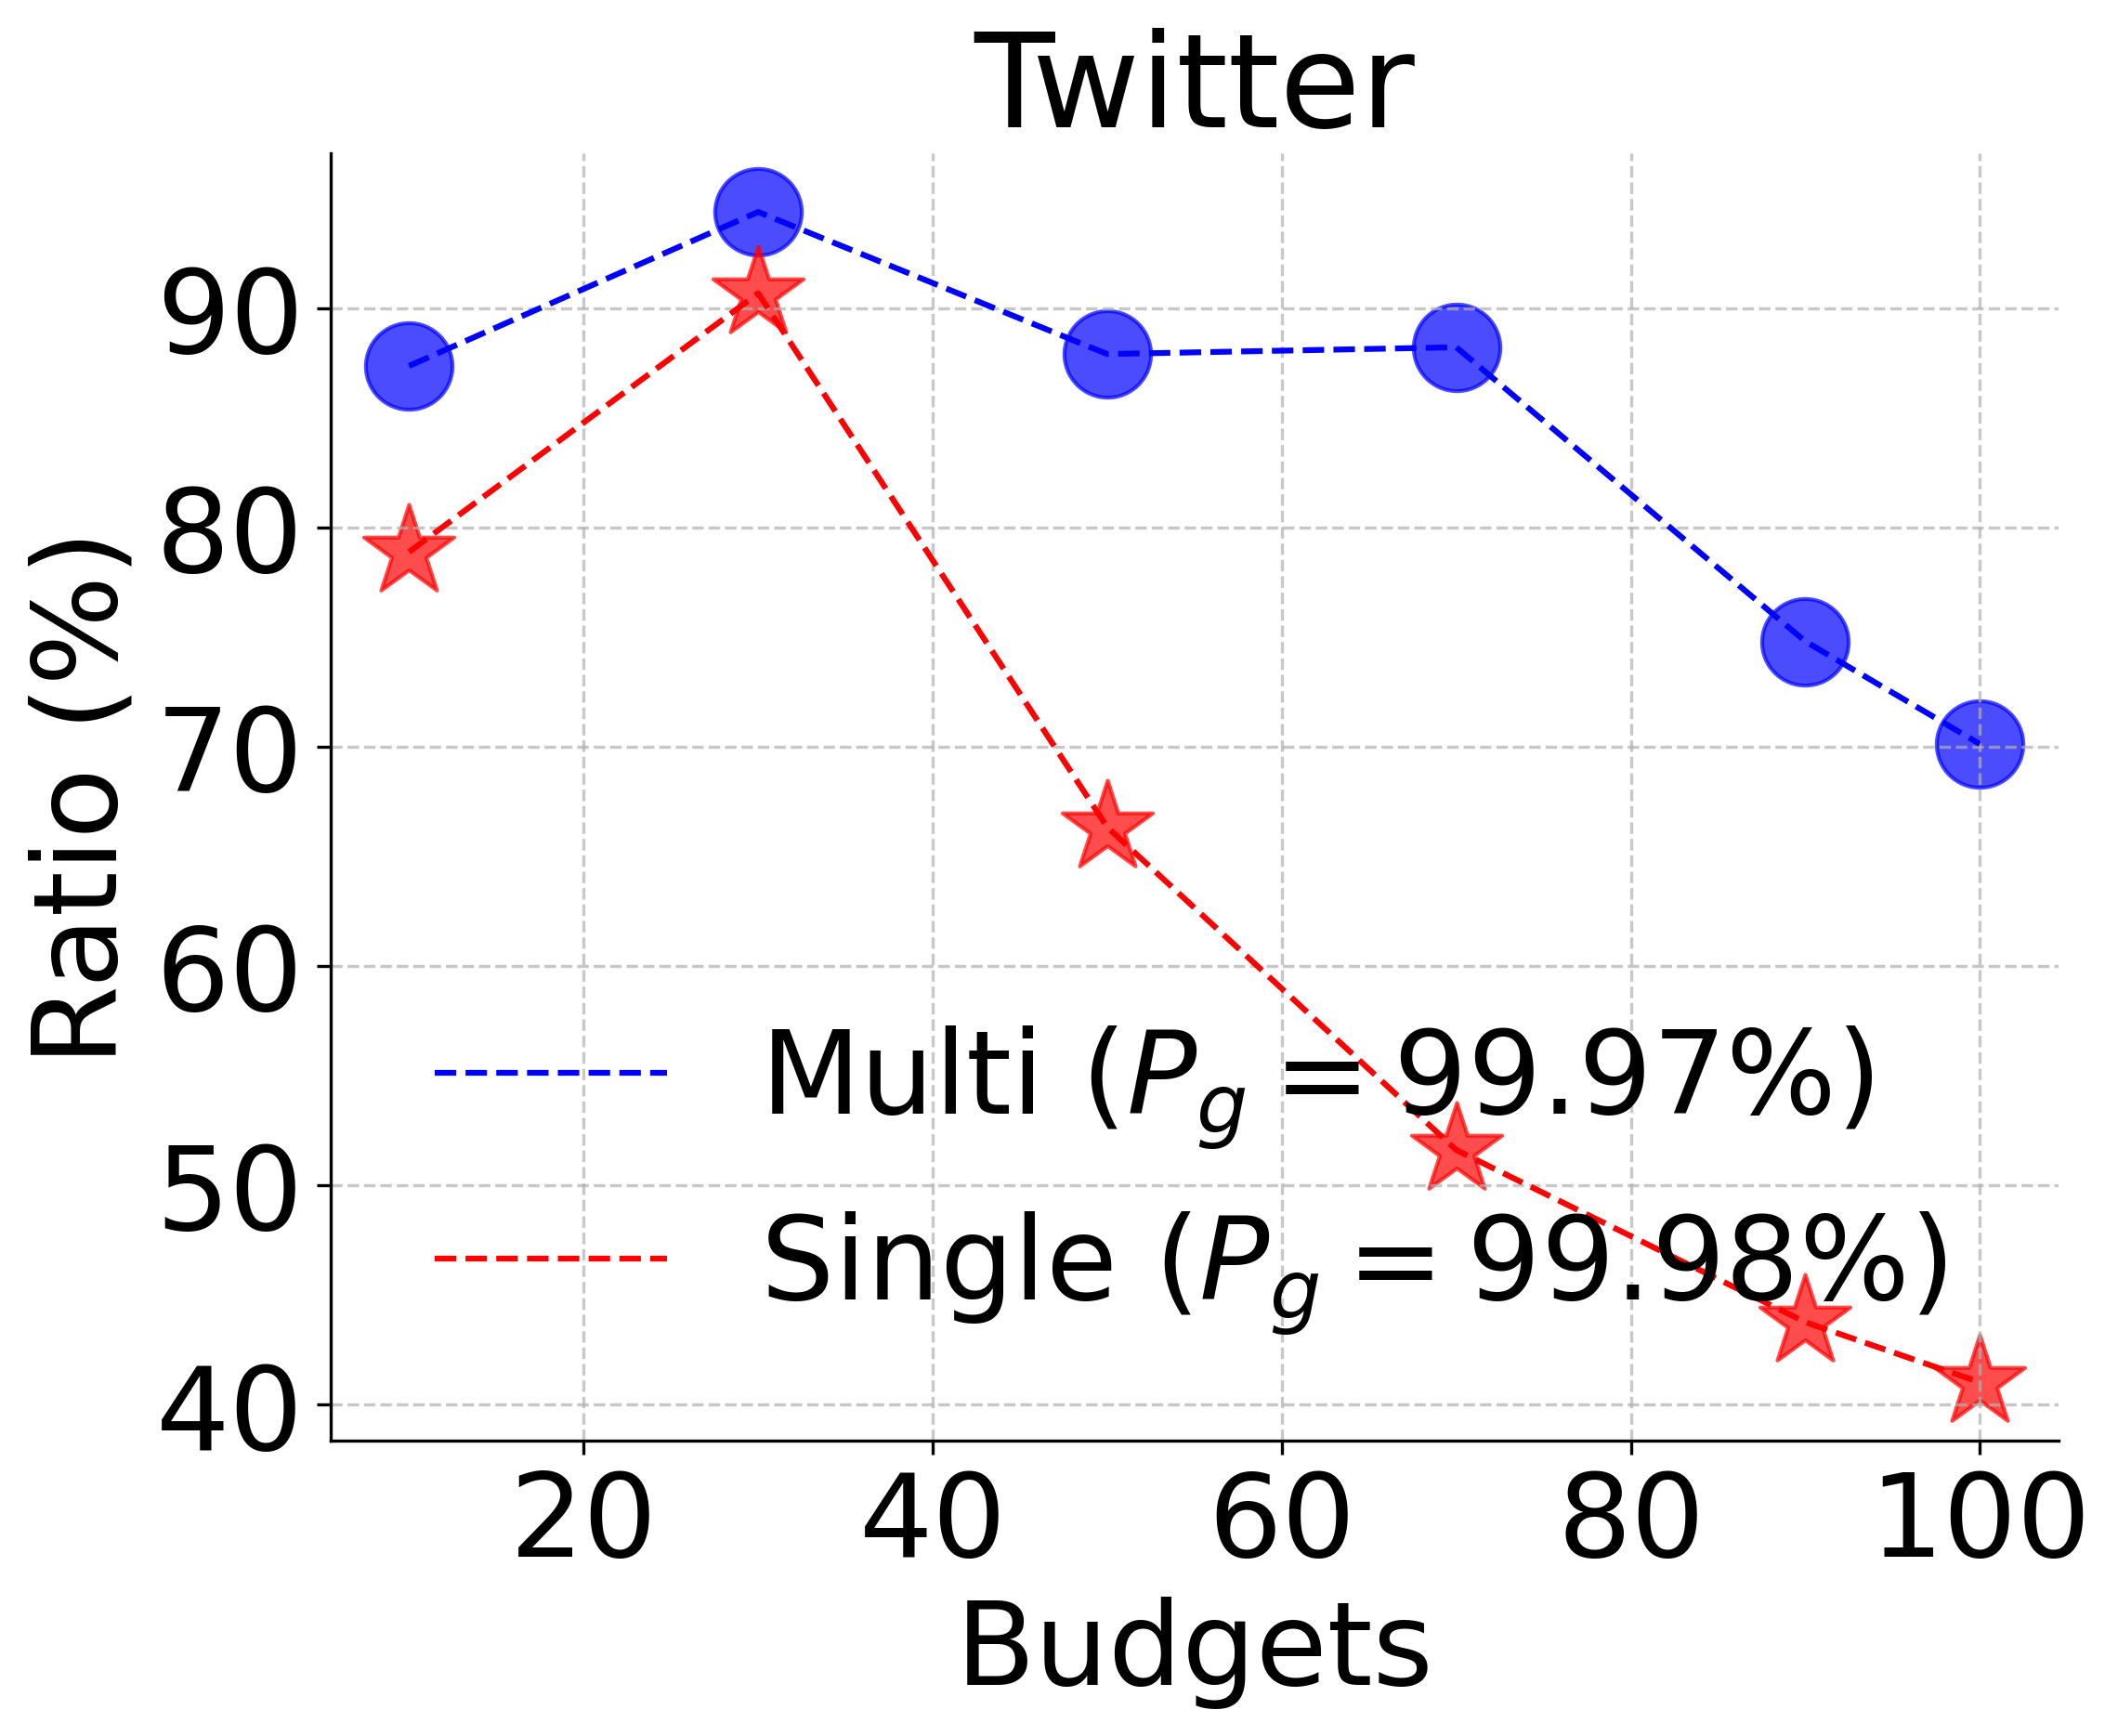 Twitter
Ratio (%)
90
80
70
60
50
40
Multi (P_g = 99.97%)
Single (P_g = 99.98%)
20 40 60 80 100
Budgets